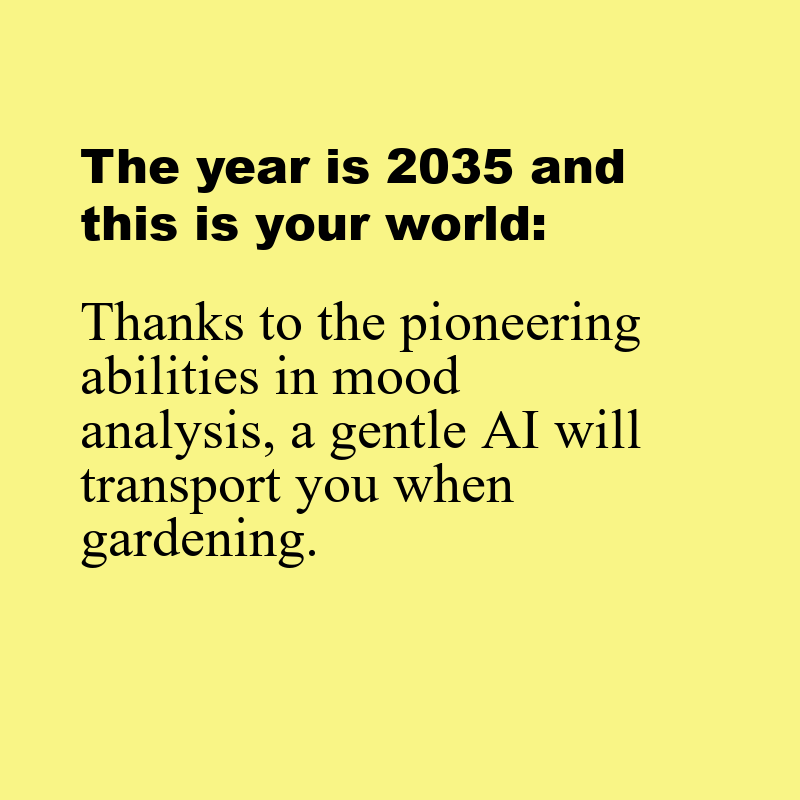 The year is 2035 and
this is your world:
Thanks to the pioneering
abilities in mood
analysis, a gentle AI will
transport you when
gardening.